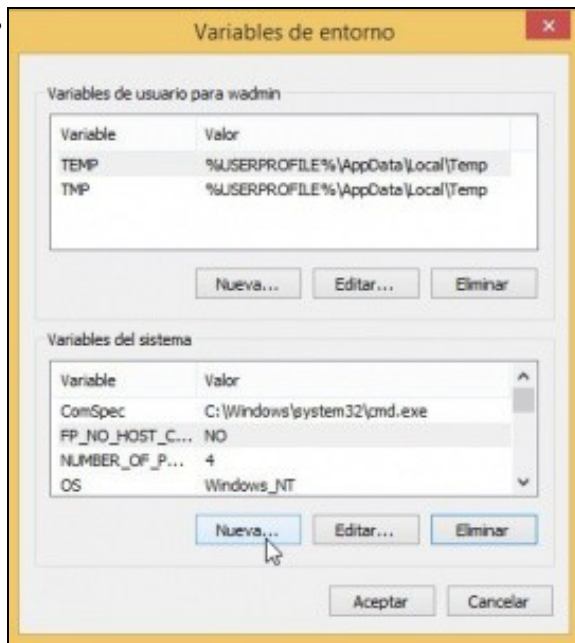 Variables de entorno
Variables de usuario para wadmin
Variable Valor
TEMP %USERPROFILE%\AppData\Local\Temp
TMP %USERPROFILE%\AppData\Local\Temp
Nueva... Editar... Eliminar
Variables del sistema
Variable Valor
ComSpec C:\Windows\system32\cmd.exe
FP_NO_HOST_C... NO
NUMBER_OF_P... 4
OS Windows_NT
Nueva... Editar... Eliminar
Aceptar Cancelar